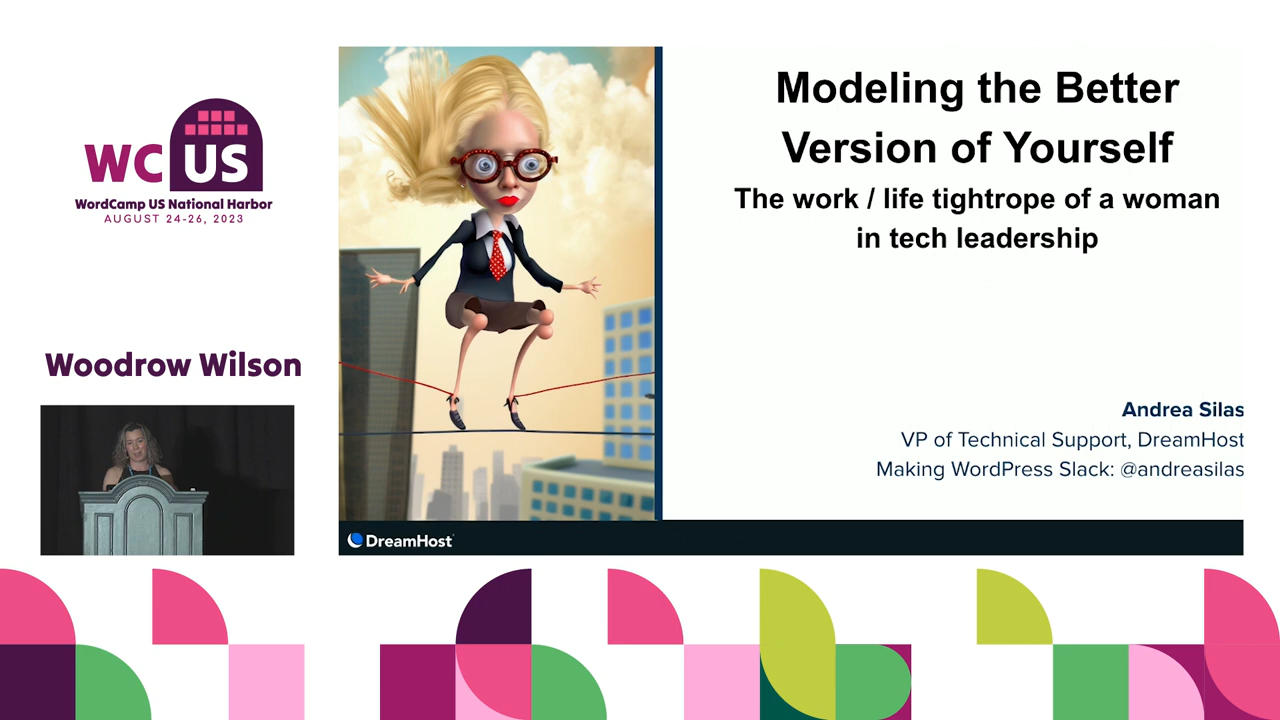 WC US
WordCamp US National Harbor
AUGUST 24-26, 2023
Woodrow Wilson
Modeling the Better
Version of Yourself
The work / life tightrope of a woman
in tech leadership
Andrea Silas
VP of Technical Support, DreamHost
Making WordPress Slack: @andreasilas
DreamHost